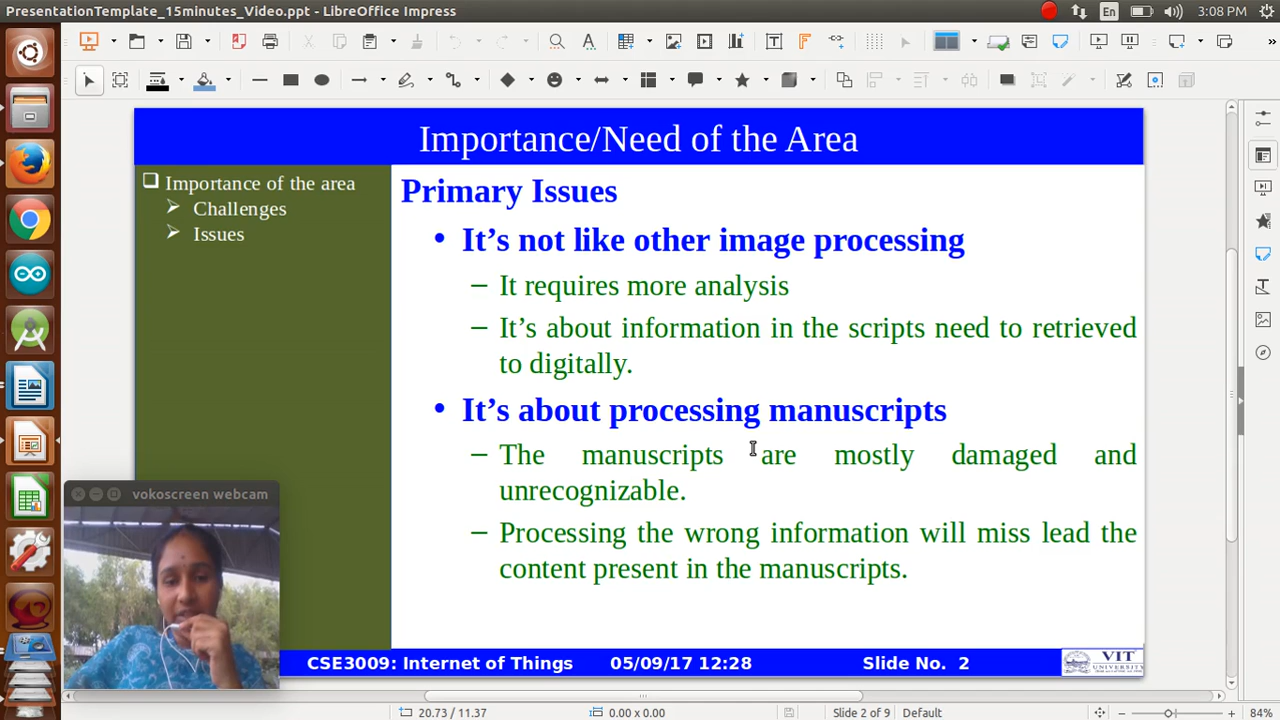 PresentationTemplate_15minutes_Video.ppt - LibreOffice Impress
En
3:08 PM
Importance/Need of the Area
Importance of the area
Challenges
Issues
Primary Issues
• It’s not like other image processing
– It requires more analysis
– It’s about information in the scripts need to retrieved
to digitally.
• It’s about processing manuscripts
– The manuscripts are mostly damaged and
unrecognizable.
– Processing the wrong information will miss lead the
content present in the manuscripts.
vokoscreen webcam
CSE3009: Internet of Things 05/09/17 12:28 Slide No. 2
VIT
UNIVERSITY
20.73 / 11.37
0.00 x 0.00
Slide 2 of 9
Default
84%